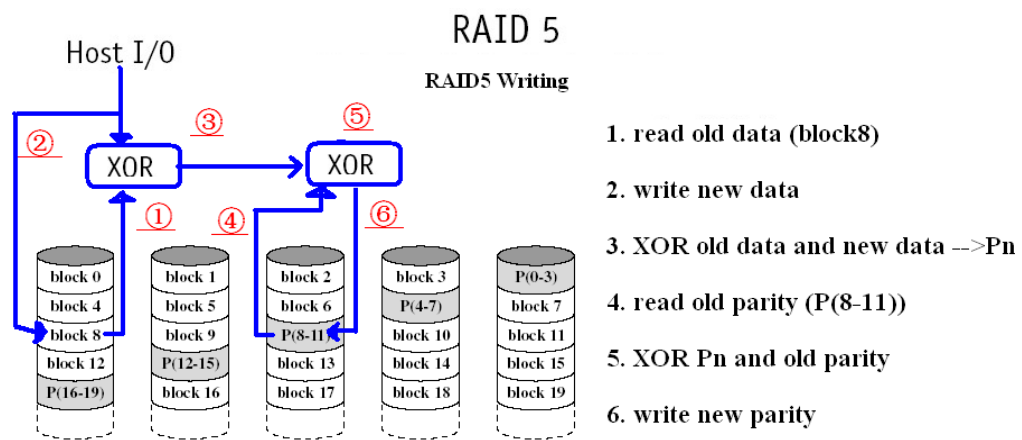 RAID 5
Host I/O
RAID5 Writing
③
⑤
②
XOR
XOR
①
④
⑥
block 0
block 4
block 8
block 12
P(16-19)
block 1
block 5
block 9
P(12-15)
block 16
block 2
block 6
P(8-11)
block 13
block 17
block 3
P(4-7)
block 10
block 14
block 18
P(0-3)
block 7
block 11
block 15
block 19
1. read old data (block8)
2. write new data
3. XOR old data and new data -->Pn
4. read old parity (P(8-11))
5. XOR Pn and old parity
6. write new parity